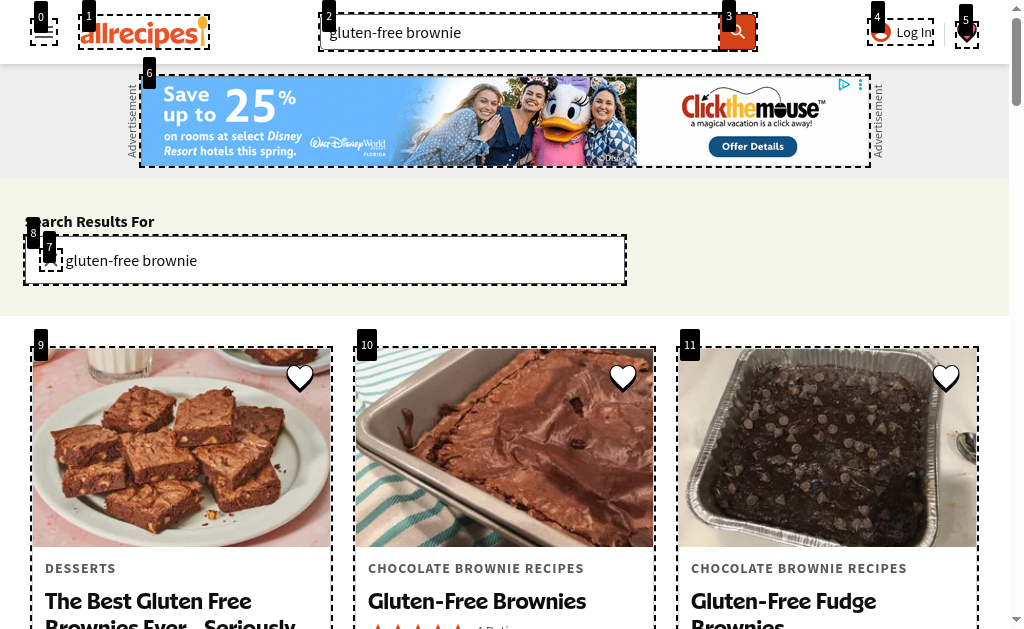 0
1
2
3
4
5
allrecipes
gluten-free brownie
Log In
6
Advertisement
Save
up to 25%
on rooms at select Disney
Resort hotels this spring.
Walt Disney World
FLORIDA
©Disney
Clickthemouse™
a magical vacation is a click away!
Offer Details
Advertisement
Search Results For
8
7
gluten-free brownie
9
10
11
DESSERTS
The Best Gluten Free
Brownies Ever - Seriously
CHOCOLATE BROWNIE RECIPES
Gluten-Free Brownies
CHOCOLATE BROWNIE RECIPES
Gluten-Free Fudge
Brownies